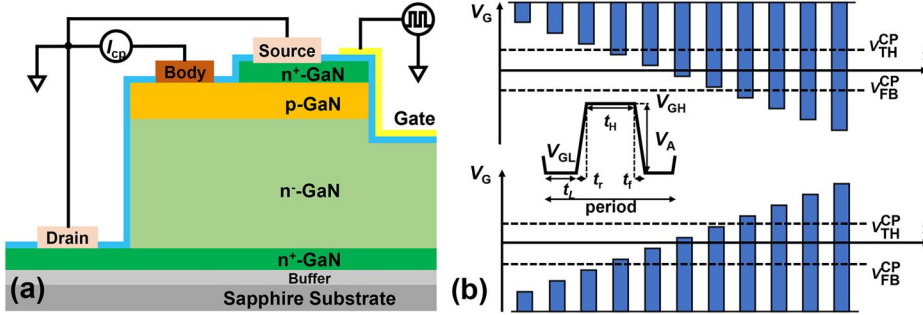 (a)
I_cp
Source
Body
n⁺-GaN
p-GaN
Gate
n⁻-GaN
Drain
n⁺-GaN
Buffer
Sapphire Substrate
(b)
V_G
V_TH^CP
V_FB^CP
V_GH
t_H
V_GL
V_A
t_L
t_r
t_f
period
V_G
V_TH^CP
V_FB^CP